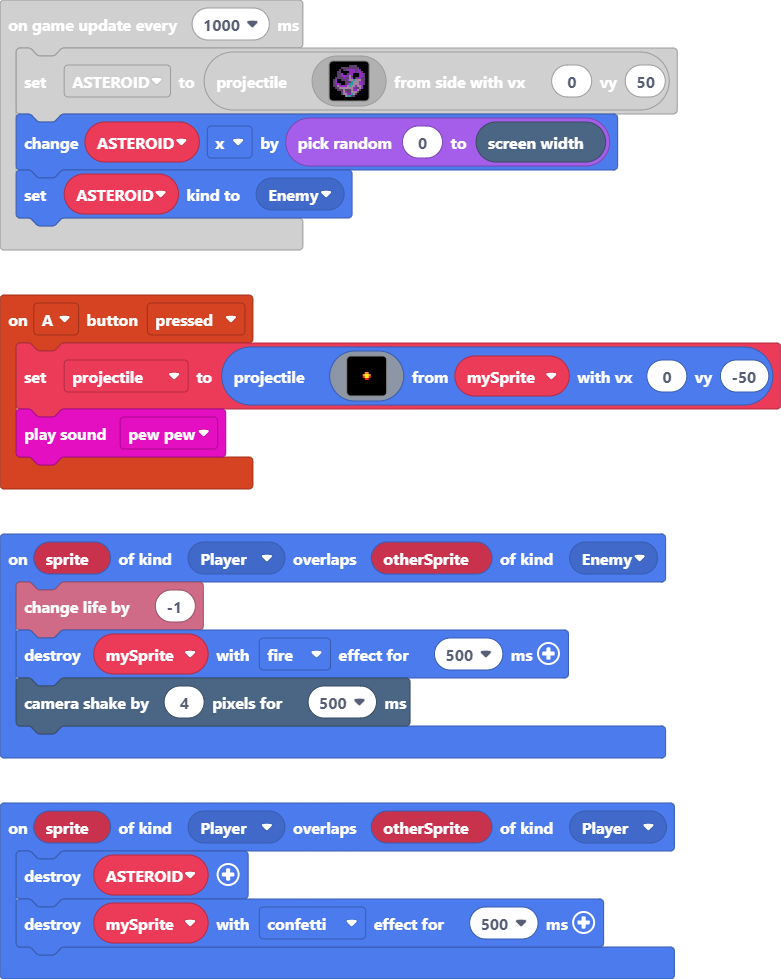 on game update every 1000 ms
set ASTEROID to projectile from side with vx 0 vy 50
change ASTEROID x by pick random 0 to screen width
set ASTEROID kind to Enemy
on A button pressed
set projectile to projectile from mySprite with vx 0 vy -50
play sound pew pew
on sprite of kind Player overlaps otherSprite of kind Enemy
change life by -1
destroy mySprite with fire effect for 500 ms
camera shake by 4 pixels for 500 ms
on sprite of kind Player overlaps otherSprite of kind Player
destroy ASTEROID
destroy mySprite with confetti effect for 500 ms